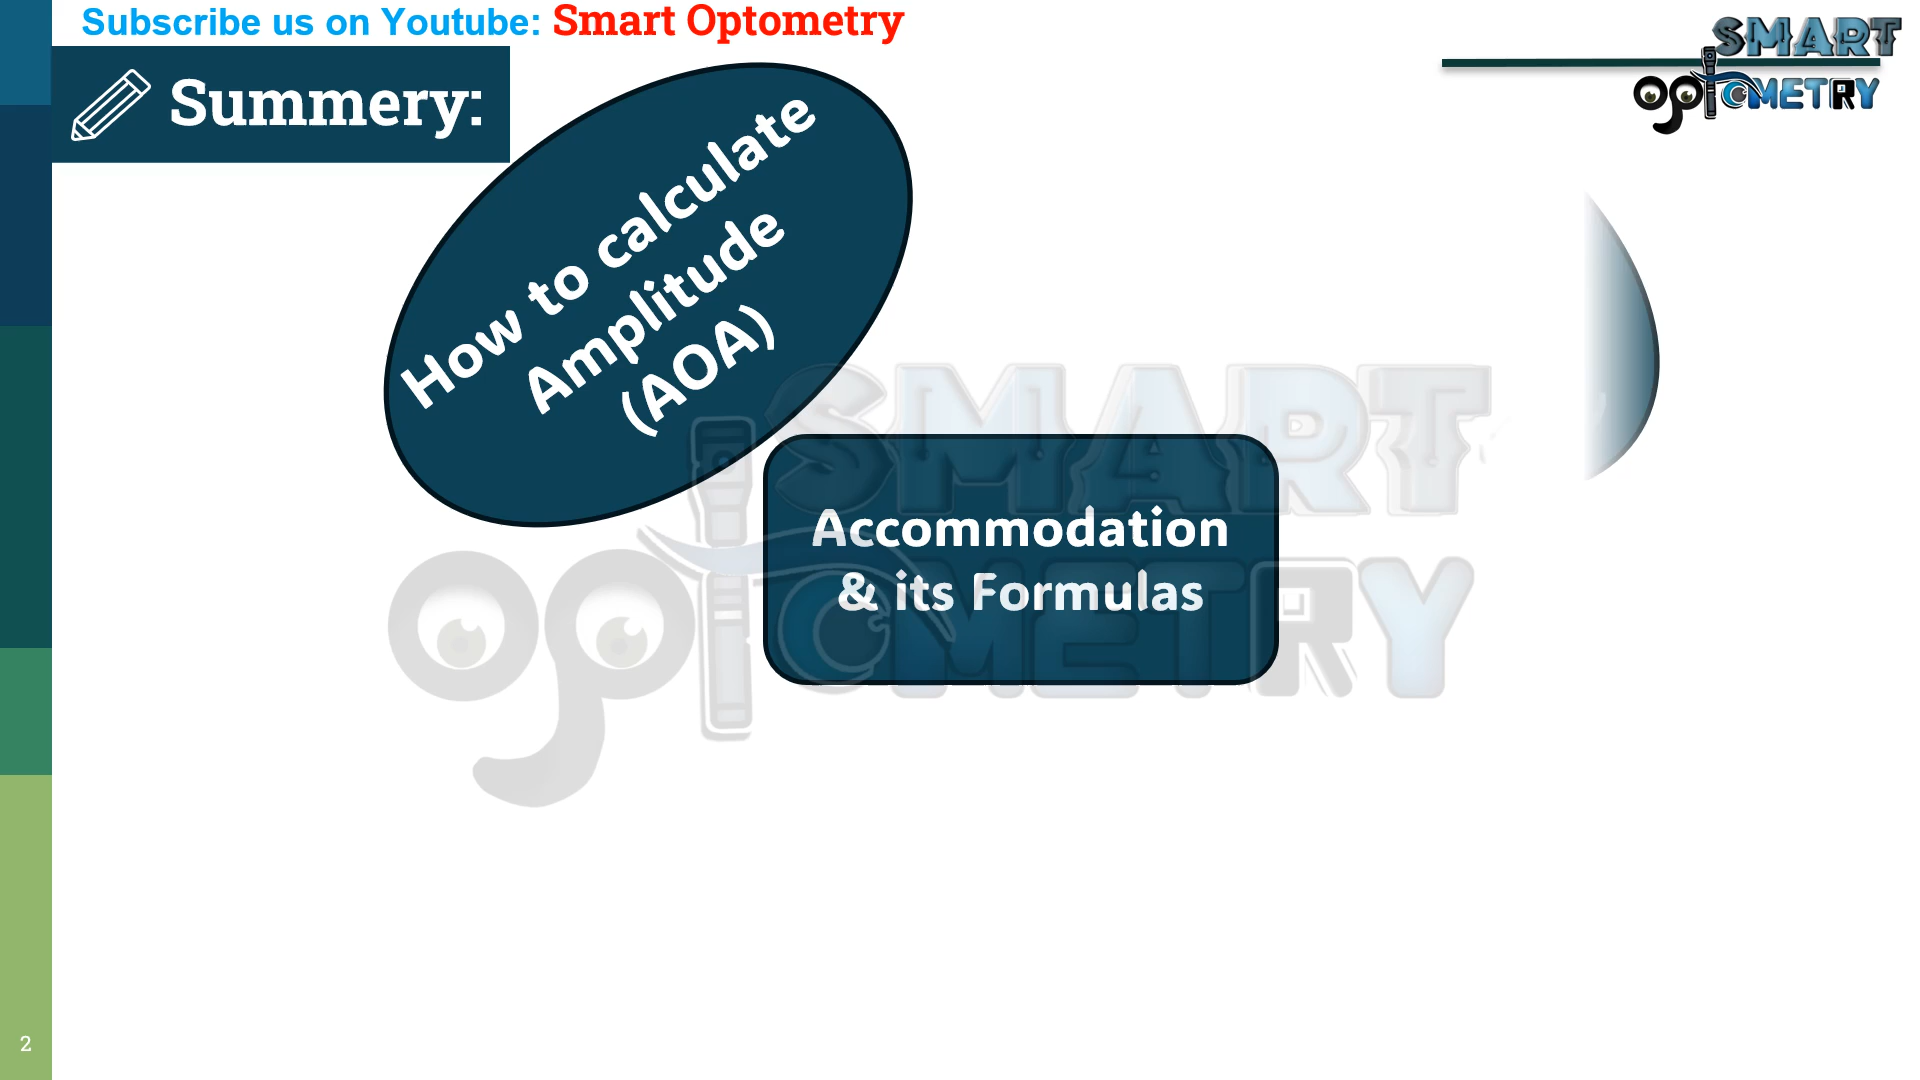 Subscribe us on Youtube: Smart Optometry
SMART
OptOMETRY
Summery:
How to calculate
Amplitude
(AOA)
SMART
OptOMETRY
Accommodation
& its Formulas
2